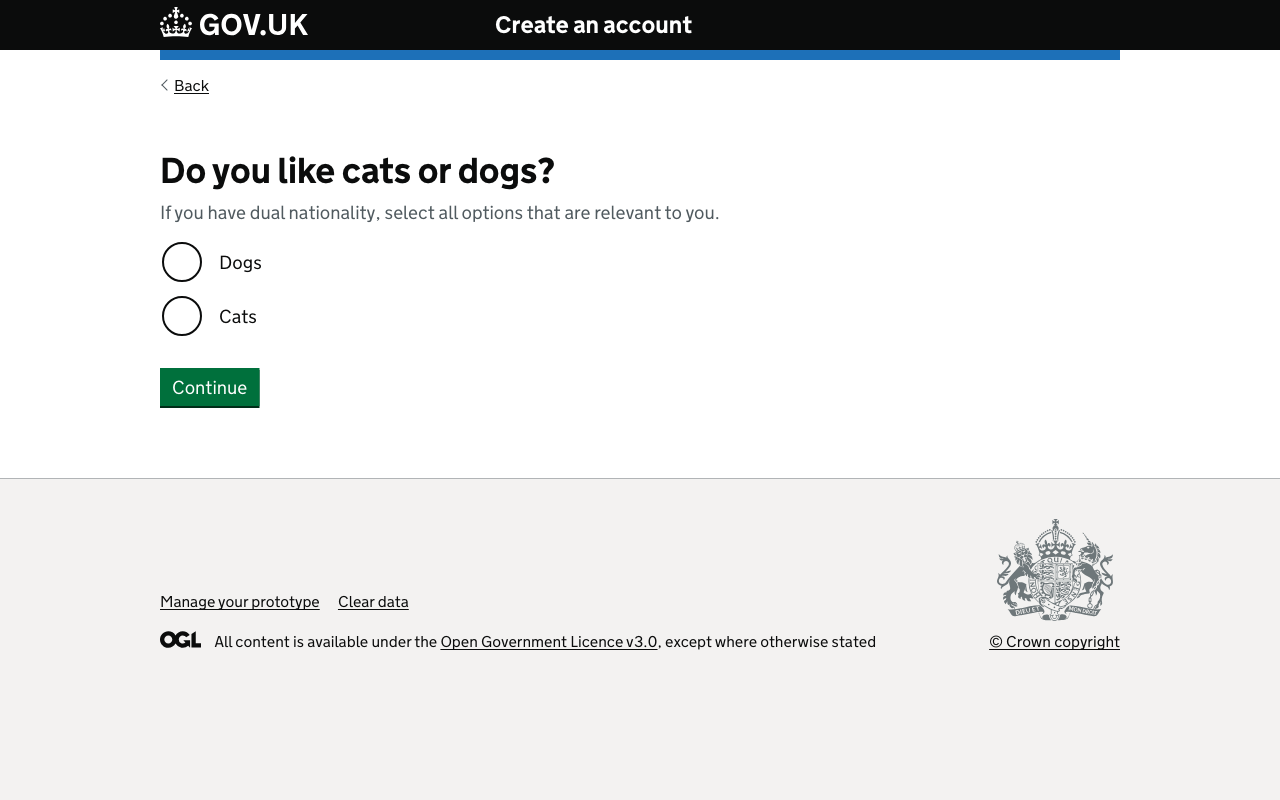 GOV.UK
Create an account
Back
Do you like cats or dogs?
If you have dual nationality, select all options that are relevant to you.
Dogs
Cats
Continue
Manage your prototype Clear data
OGL All content is available under the Open Government Licence v3.0, except where otherwise stated
© Crown copyright